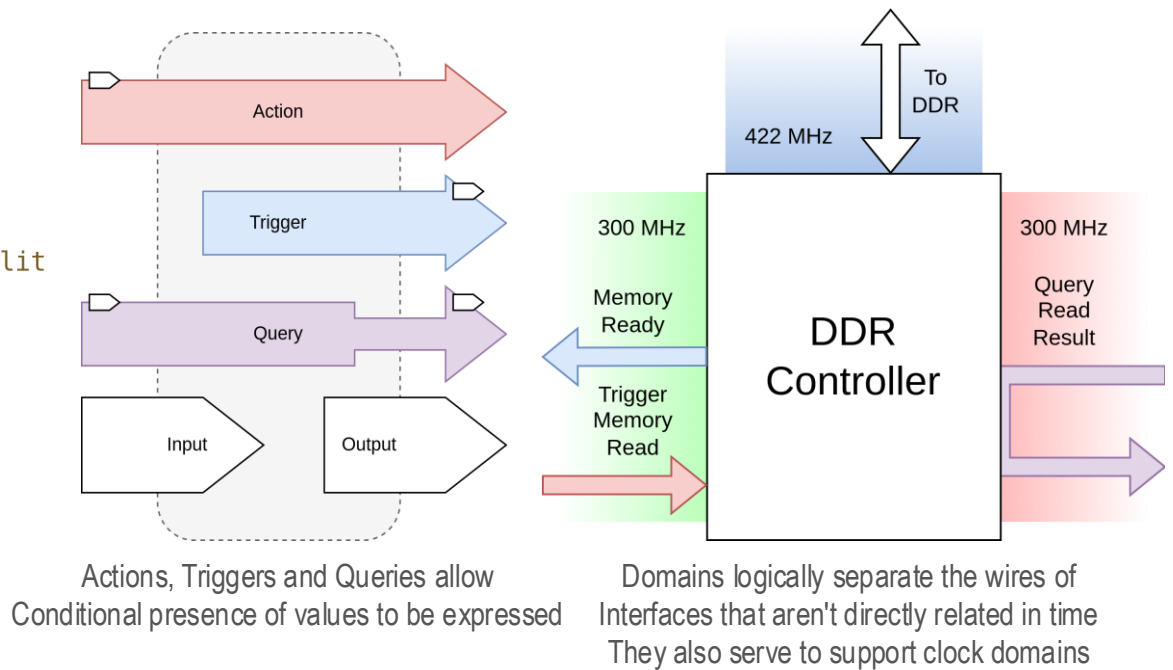 Action
Trigger
lit
Query
Input
Output
Actions, Triggers and Queries allow
Conditional presence of values to be expressed
To
DDR
422 MHz
300 MHz
Memory
Ready
Trigger
Memory
Read
DDR
Controller
300 MHz
Query
Read
Result
Domains logically separate the wires of
Interfaces that aren't directly related in time
They also serve to support clock domains